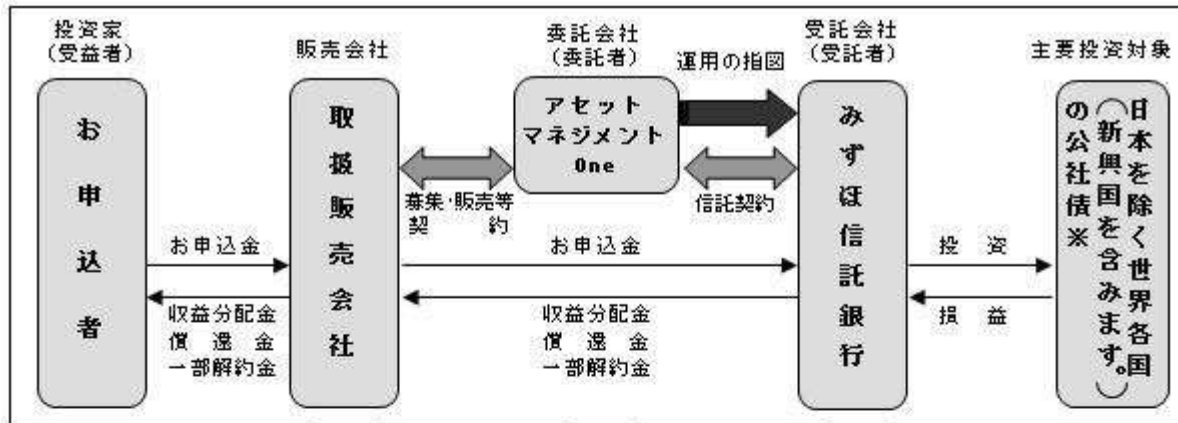 投資家
(受益者)
お申込者
販売会社
取扱販売会社
委託会社
(委託者)
アセット
マネジメント
One
運用の指図
受託会社
(受託者)
みずほ信託銀行
主要投資対象
日本を除く世界各国
(新興国を含みます。)
の公社債※
募集・販売等
契約
信託契約
お申込金
収益分配金
償還金
一部解約金
お申込金
収益分配金
償還金
一部解約金
投資
損益